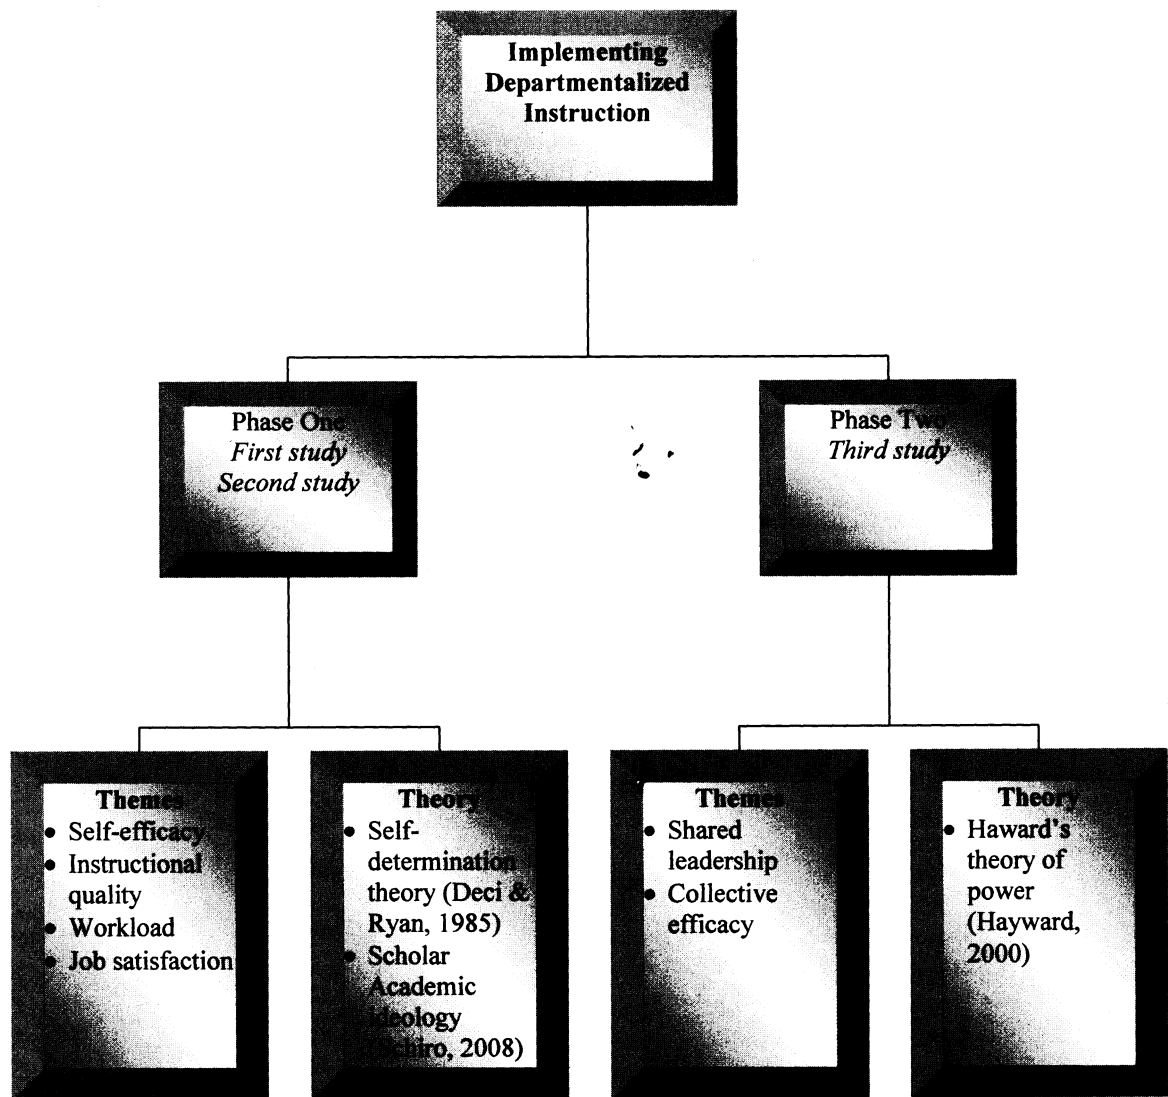 Implementing
Departmentalized
Instruction
Phase One
First study
Second study
Phase Two
Third study
Themes
• Self-efficacy
• Instructional
quality
• Workload
• Job satisfaction
Theory
• Self-
determination
theory (Deci &
Ryan, 1985)
• Scholar
Academic
ideology
(Schiro, 2008)
Themes
• Shared
leadership
• Collective
efficacy
Theory
• Haward's
theory of
power
(Hayward,
2000)